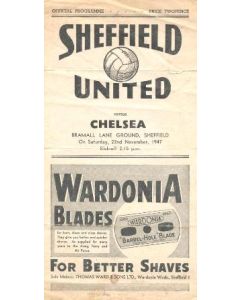 OFFICIAL PROGRAMME PRICE TWOPENCE
SHEFFIELD
UNITED
versus
CHELSEA
BRAMALL LANE GROUND, SHEFFIELD
On Saturday, 22nd November, 1947
Kickoff 2.15 p.m.
WARDONIA
BLADES
WARDONIA
BARREL-HOLE BLADE
FOR BETTER SHAVES
Sole Makers: THOMAS WARD & SONS LTD., Wardonia Works, Sheffield